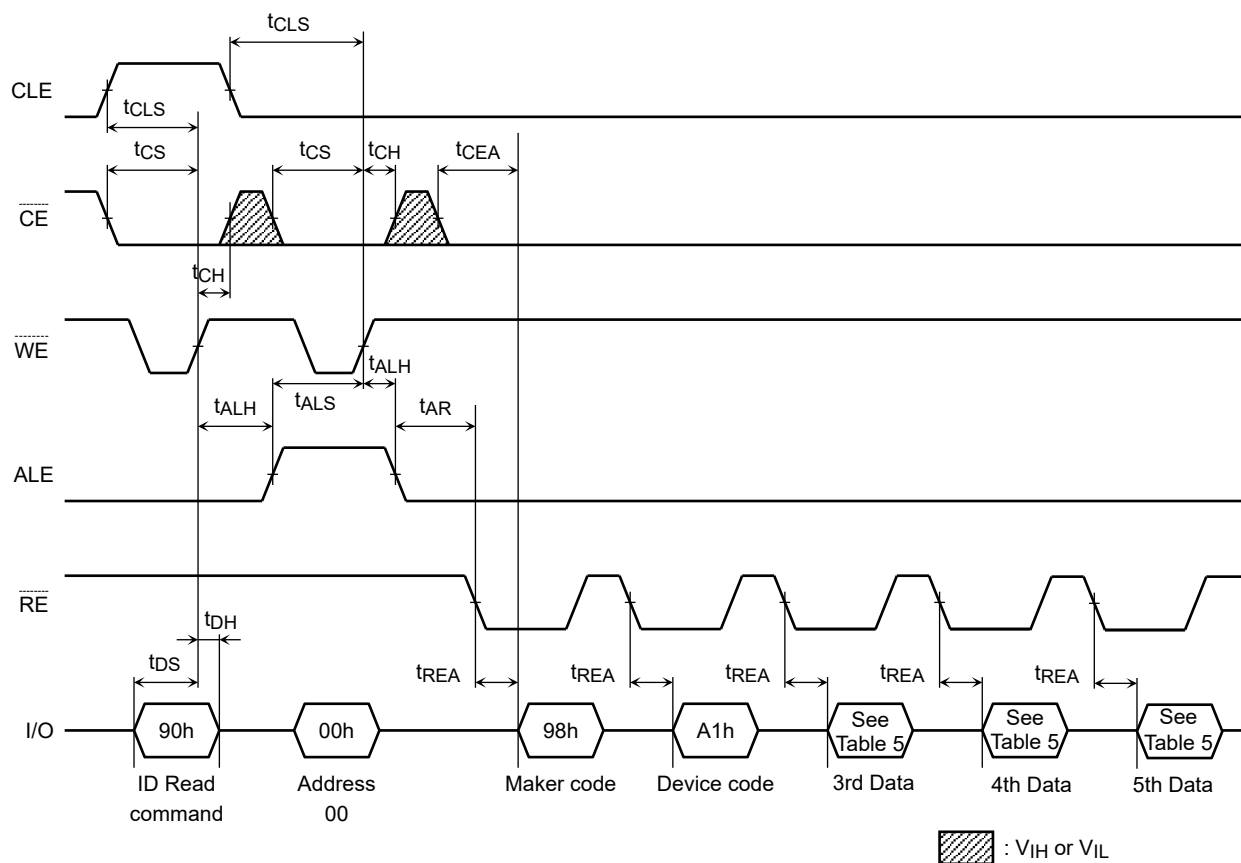 tCLS
CLE
tCLS
tCS tCS tCH tCEA
CE
tCH
WE
tALH
tALH tALS tAR
ALE
RE
tDH
tDS tREA tREA tREA tREA tREA
I/O 90h 00h 98h A1h See Table 5 See Table 5 See Table 5
ID Read command Address 00 Maker code Device code 3rd Data 4th Data 5th Data
: VIH or VIL